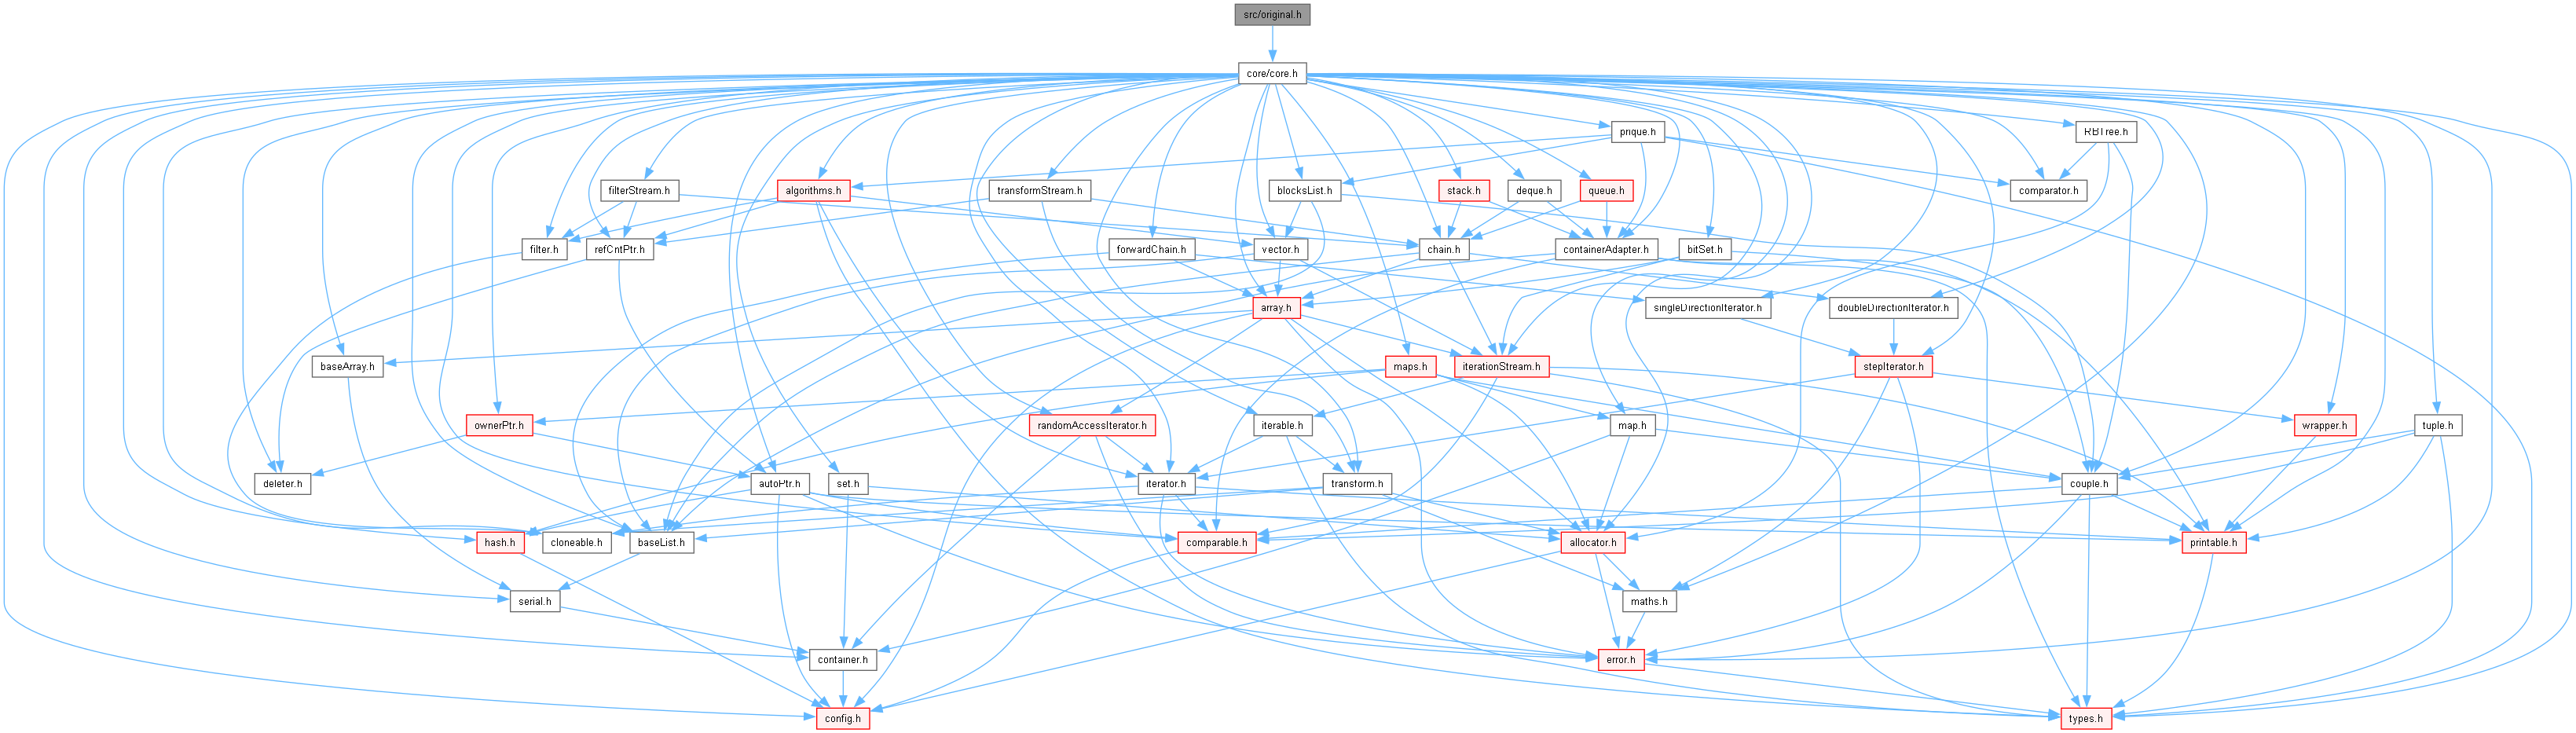 src/original.h
core/core.h
prique.h
RBTree.h
filterStream.h
algorithms.h
transformStream.h
blocksList.h
stack.h
deque.h
queue.h
comparator.h
filter.h
refCntPtr.h
forwardChain.h
vector.h
chain.h
containerAdapter.h
bitSet.h
array.h
singleDirectionIterator.h
doubleDirectionIterator.h
baseArray.h
maps.h
iterationStream.h
stepIterator.h
ownerPtr.h
randomAccessIterator.h
iterable.h
map.h
wrapper.h
tuple.h
deleter.h
autoPtr.h
set.h
iterator.h
transform.h
couple.h
hash.h
cloneable.h
baseList.h
comparable.h
allocator.h
printable.h
serial.h
maths.h
container.h
error.h
config.h
types.h